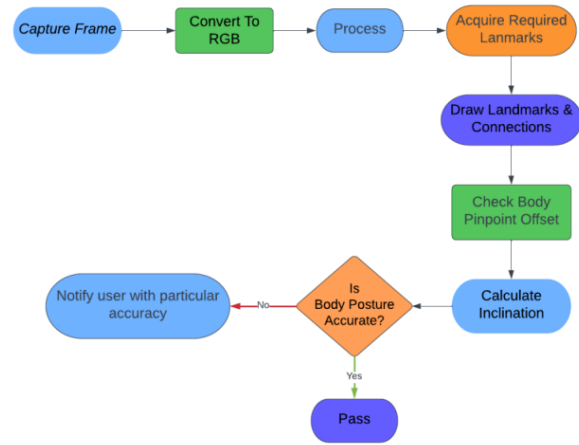 Capture Frame
Convert To
RGB
Process
Acquire Required
Lanmarks
Draw Landmarks &
Connections
Check Body
Pinpoint Offset
Calculate
Inclination
Is
Body Posture
Accurate?
No
Notify user with particular
accuracy
Yes
Pass